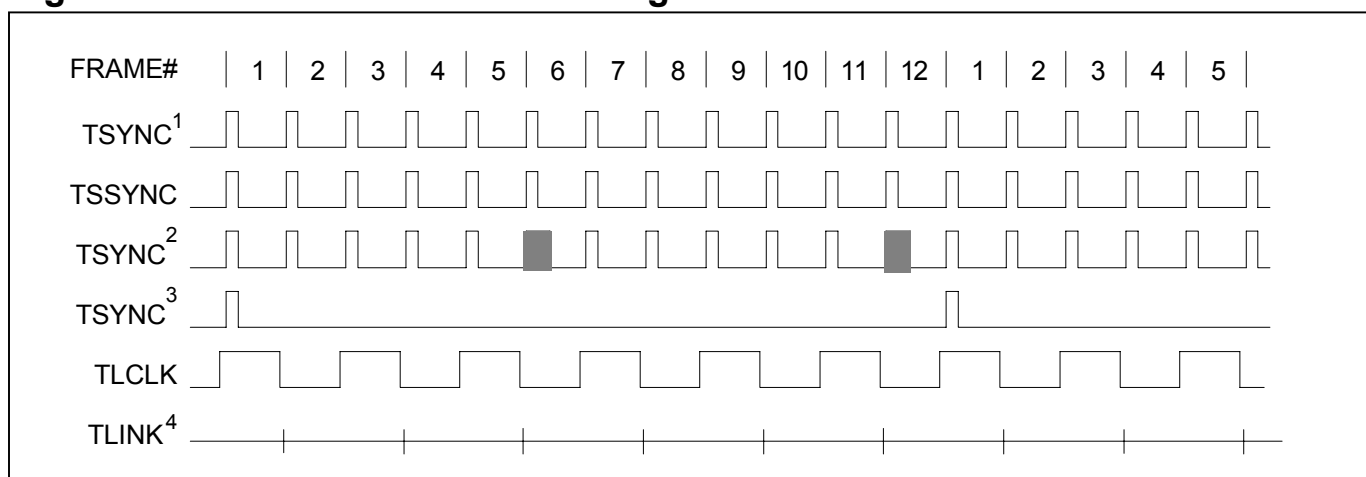 FRAME# 1 2 3 4 5 6 7 8 9 10 11 12 1 2 3 4 5
TSYNC1
TSSYNC
TSYNC2
TSYNC3
TLCLK
TLINK4